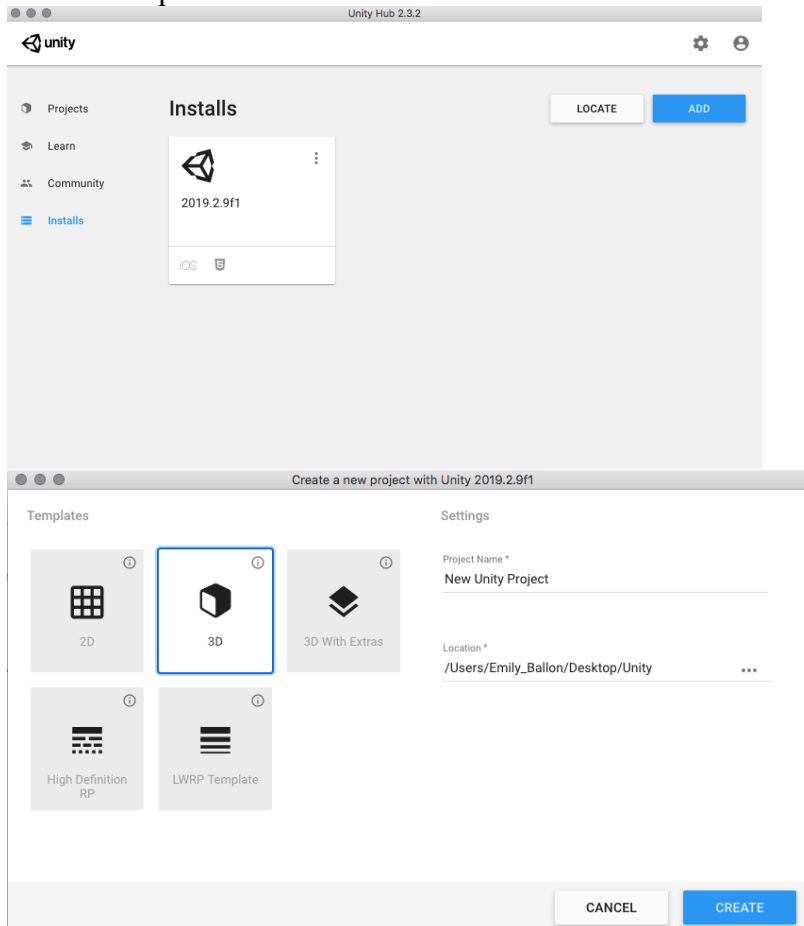 Unity Hub 2.3.2
unity
Projects
Learn
Community
Installs
Installs
LOCATE
ADD
2019.2.9f1
iOS
5
Create a new project with Unity 2019.2.9f1
Templates
2D
3D
3D With Extras
High Definition
RP
LWRP Template
Settings
Project Name *
New Unity Project
Location *
/Users/Emily_Ballon/Desktop/Unity
CANCEL
CREATE